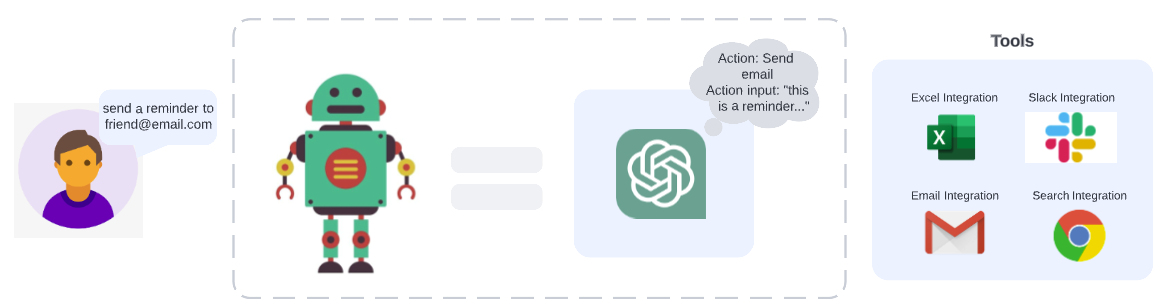 send a reminder to
friend@email.com
Action: Send
email
Action input: "this
is a reminder..."
Tools
Excel Integration
Slack Integration
X
Email Integration
Search Integration